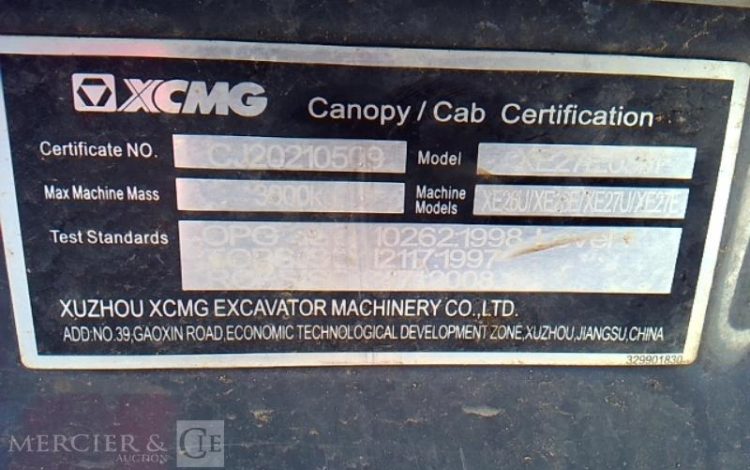 XCMG Canopy / Cab Certification
Certificate NO. CJ20210509 Model
Max Machine Mass Machine Models
Test Standards OPG 10262:1998
12117:1997
XUZHOU XCMG EXCAVATOR MACHINERY CO.,LTD.
ADD:NO.39,GAOXIN ROAD,ECONOMIC TECHNOLOGICAL DEVELOPMENT ZONE,XUZHOU,JIANGSU,CHINA
329901830
MERCIER & CIE
AUCTION